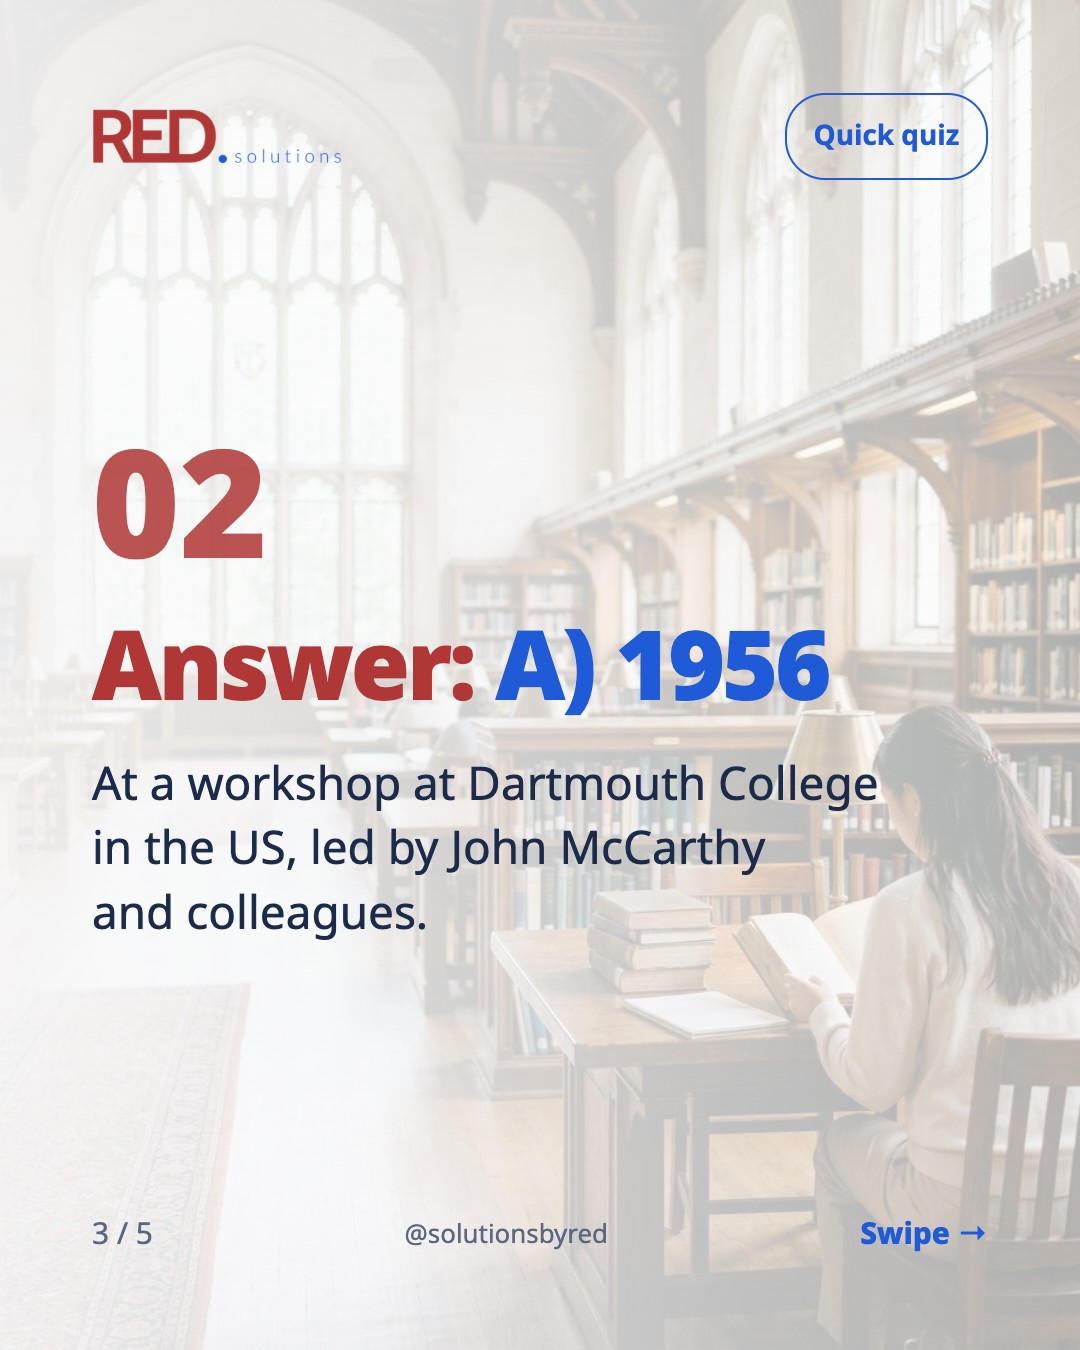 RED.solutions
Quick quiz
02
Answer: A) 1956
At a workshop at Dartmouth College
in the US, led by John McCarthy
and colleagues.
3 / 5
@solutionsbyred
Swipe →